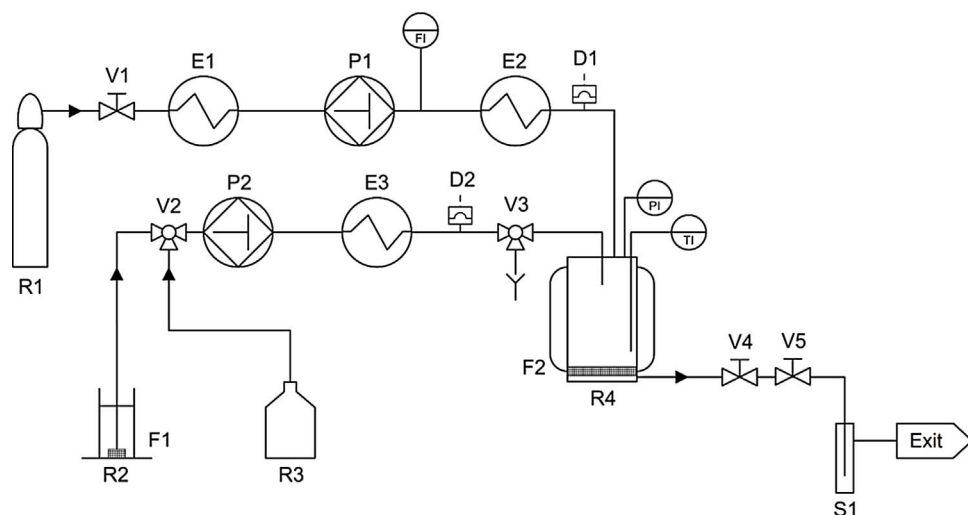 FI
V1
E1
P1
E2
D1
R1
V2
P2
E3
D2
V3
PI
TI
F2
R4
V4
V5
F1
R2
R3
Exit
S1